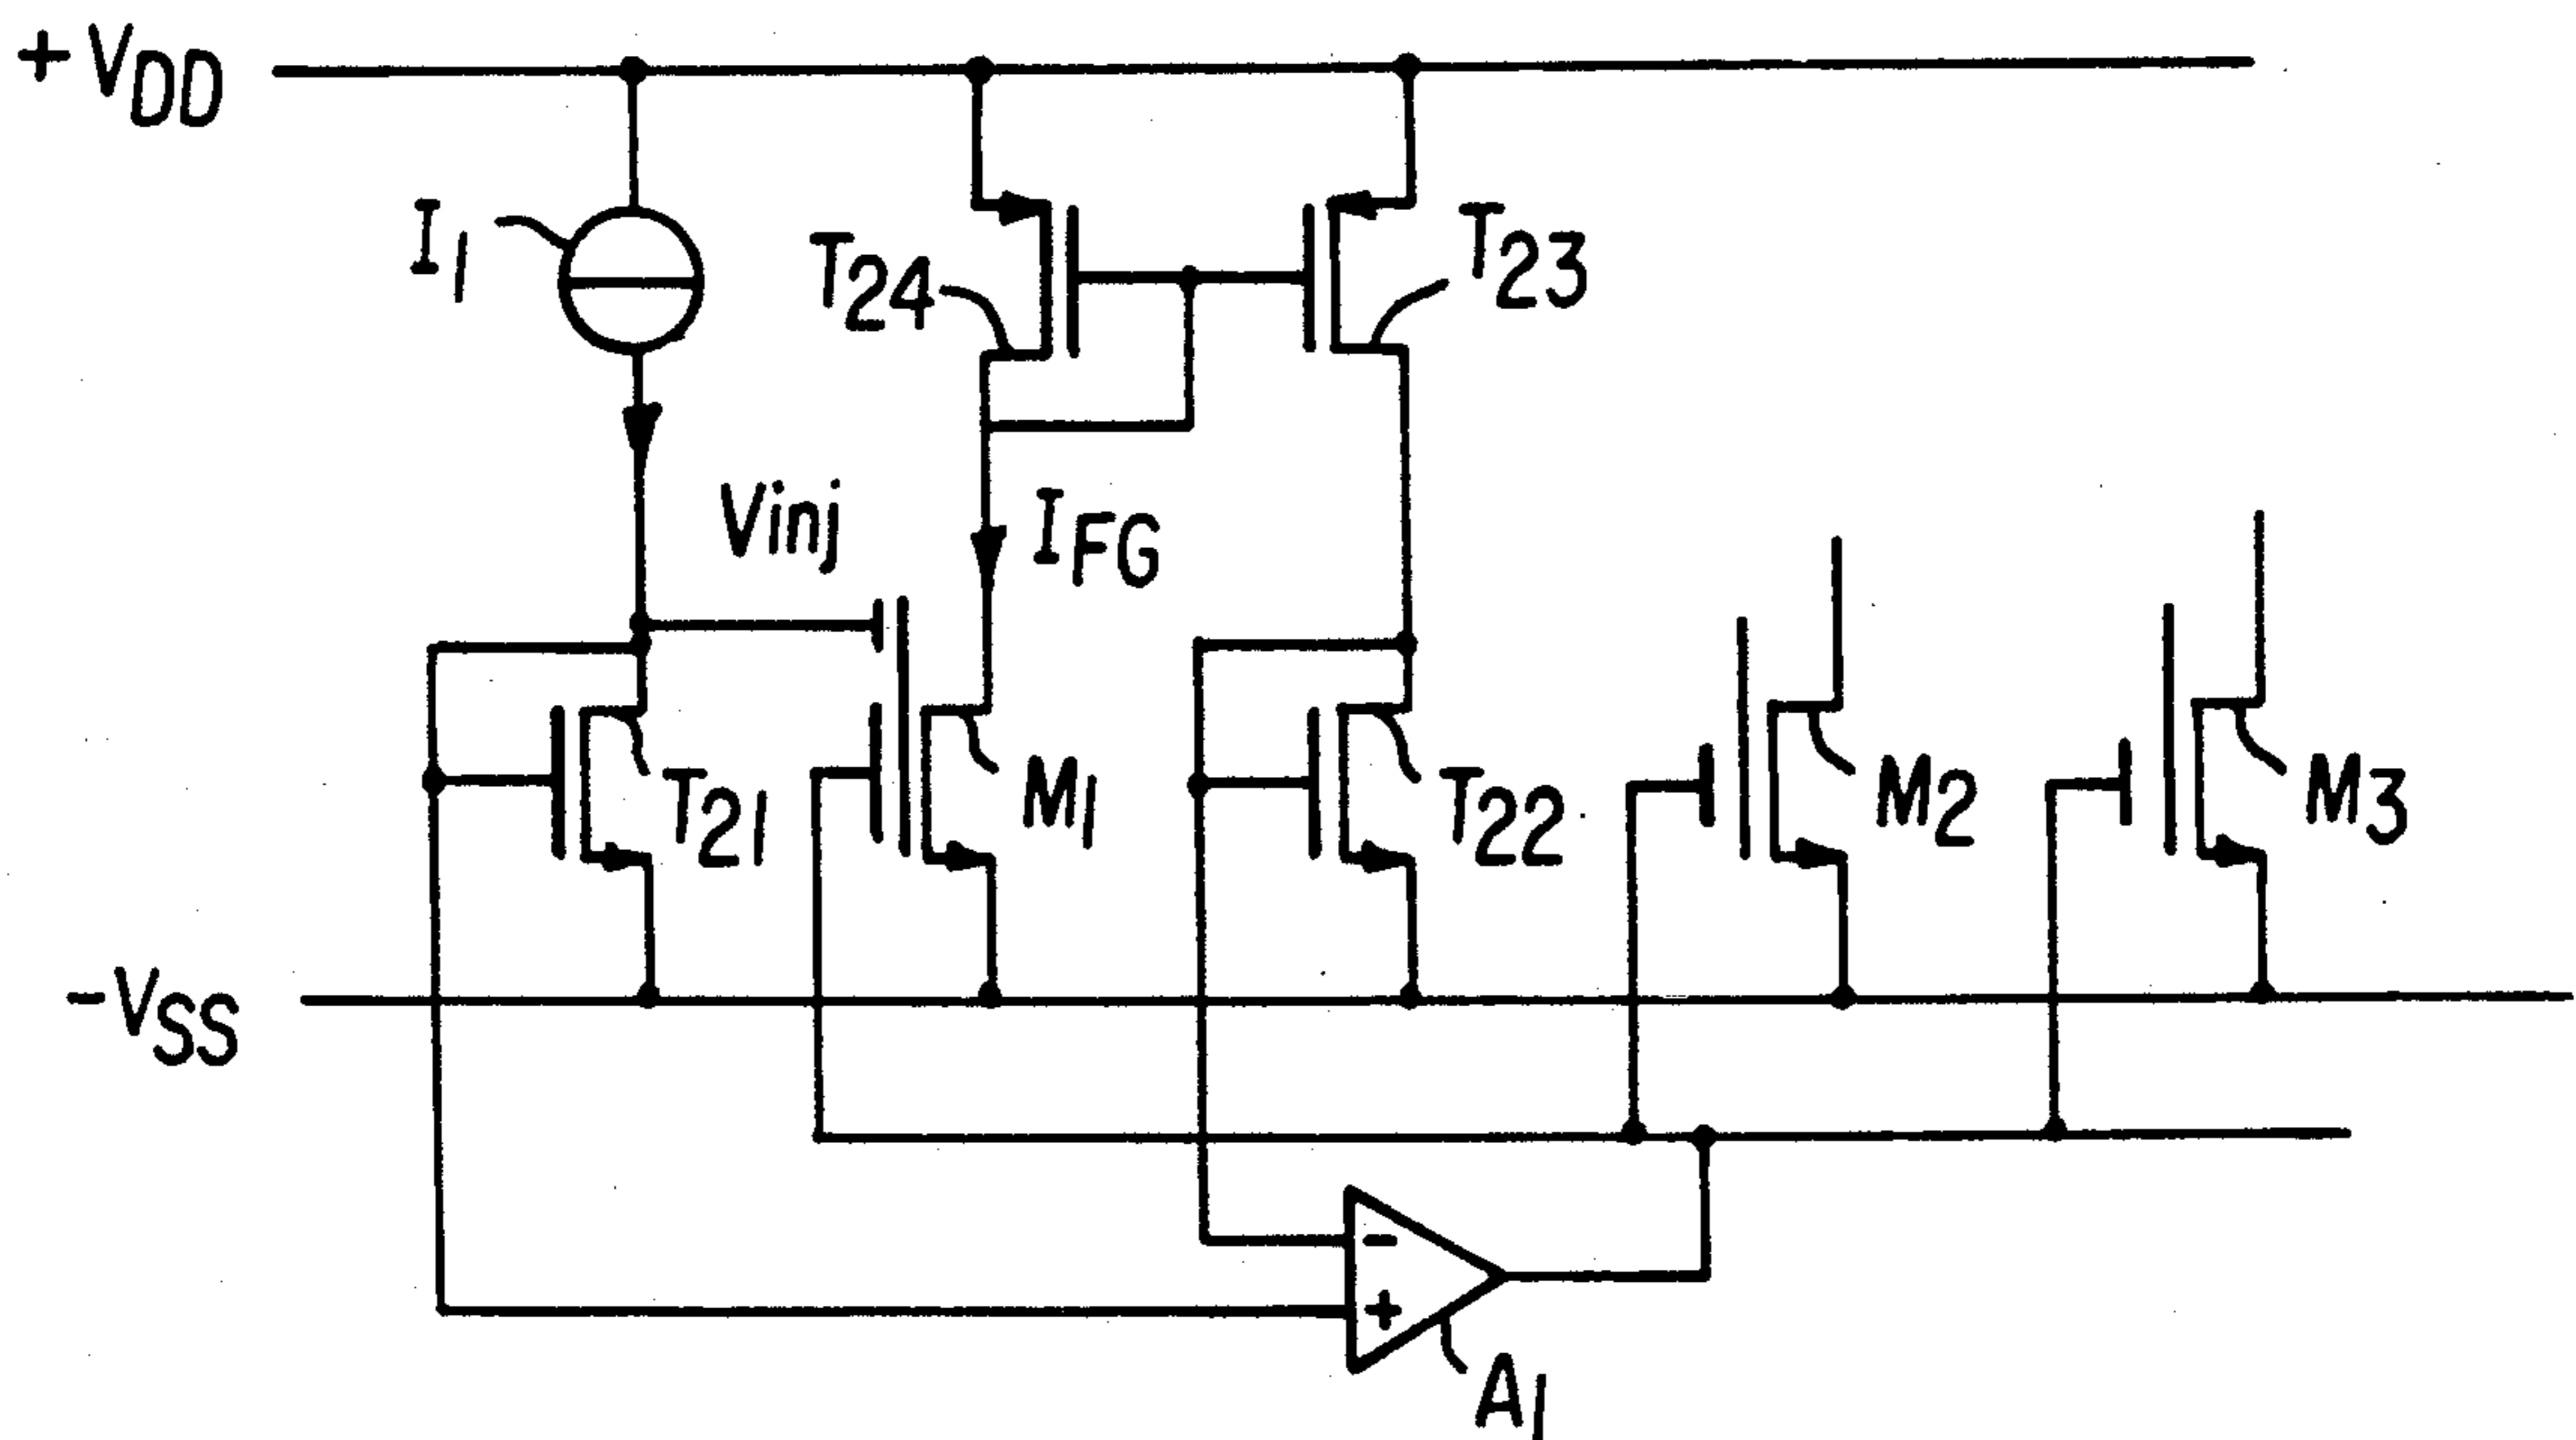 +VDD
I1
T24
T23
Vinj
IFG
T21
M1
T22
M2
M3
-VSS
-
+
A1